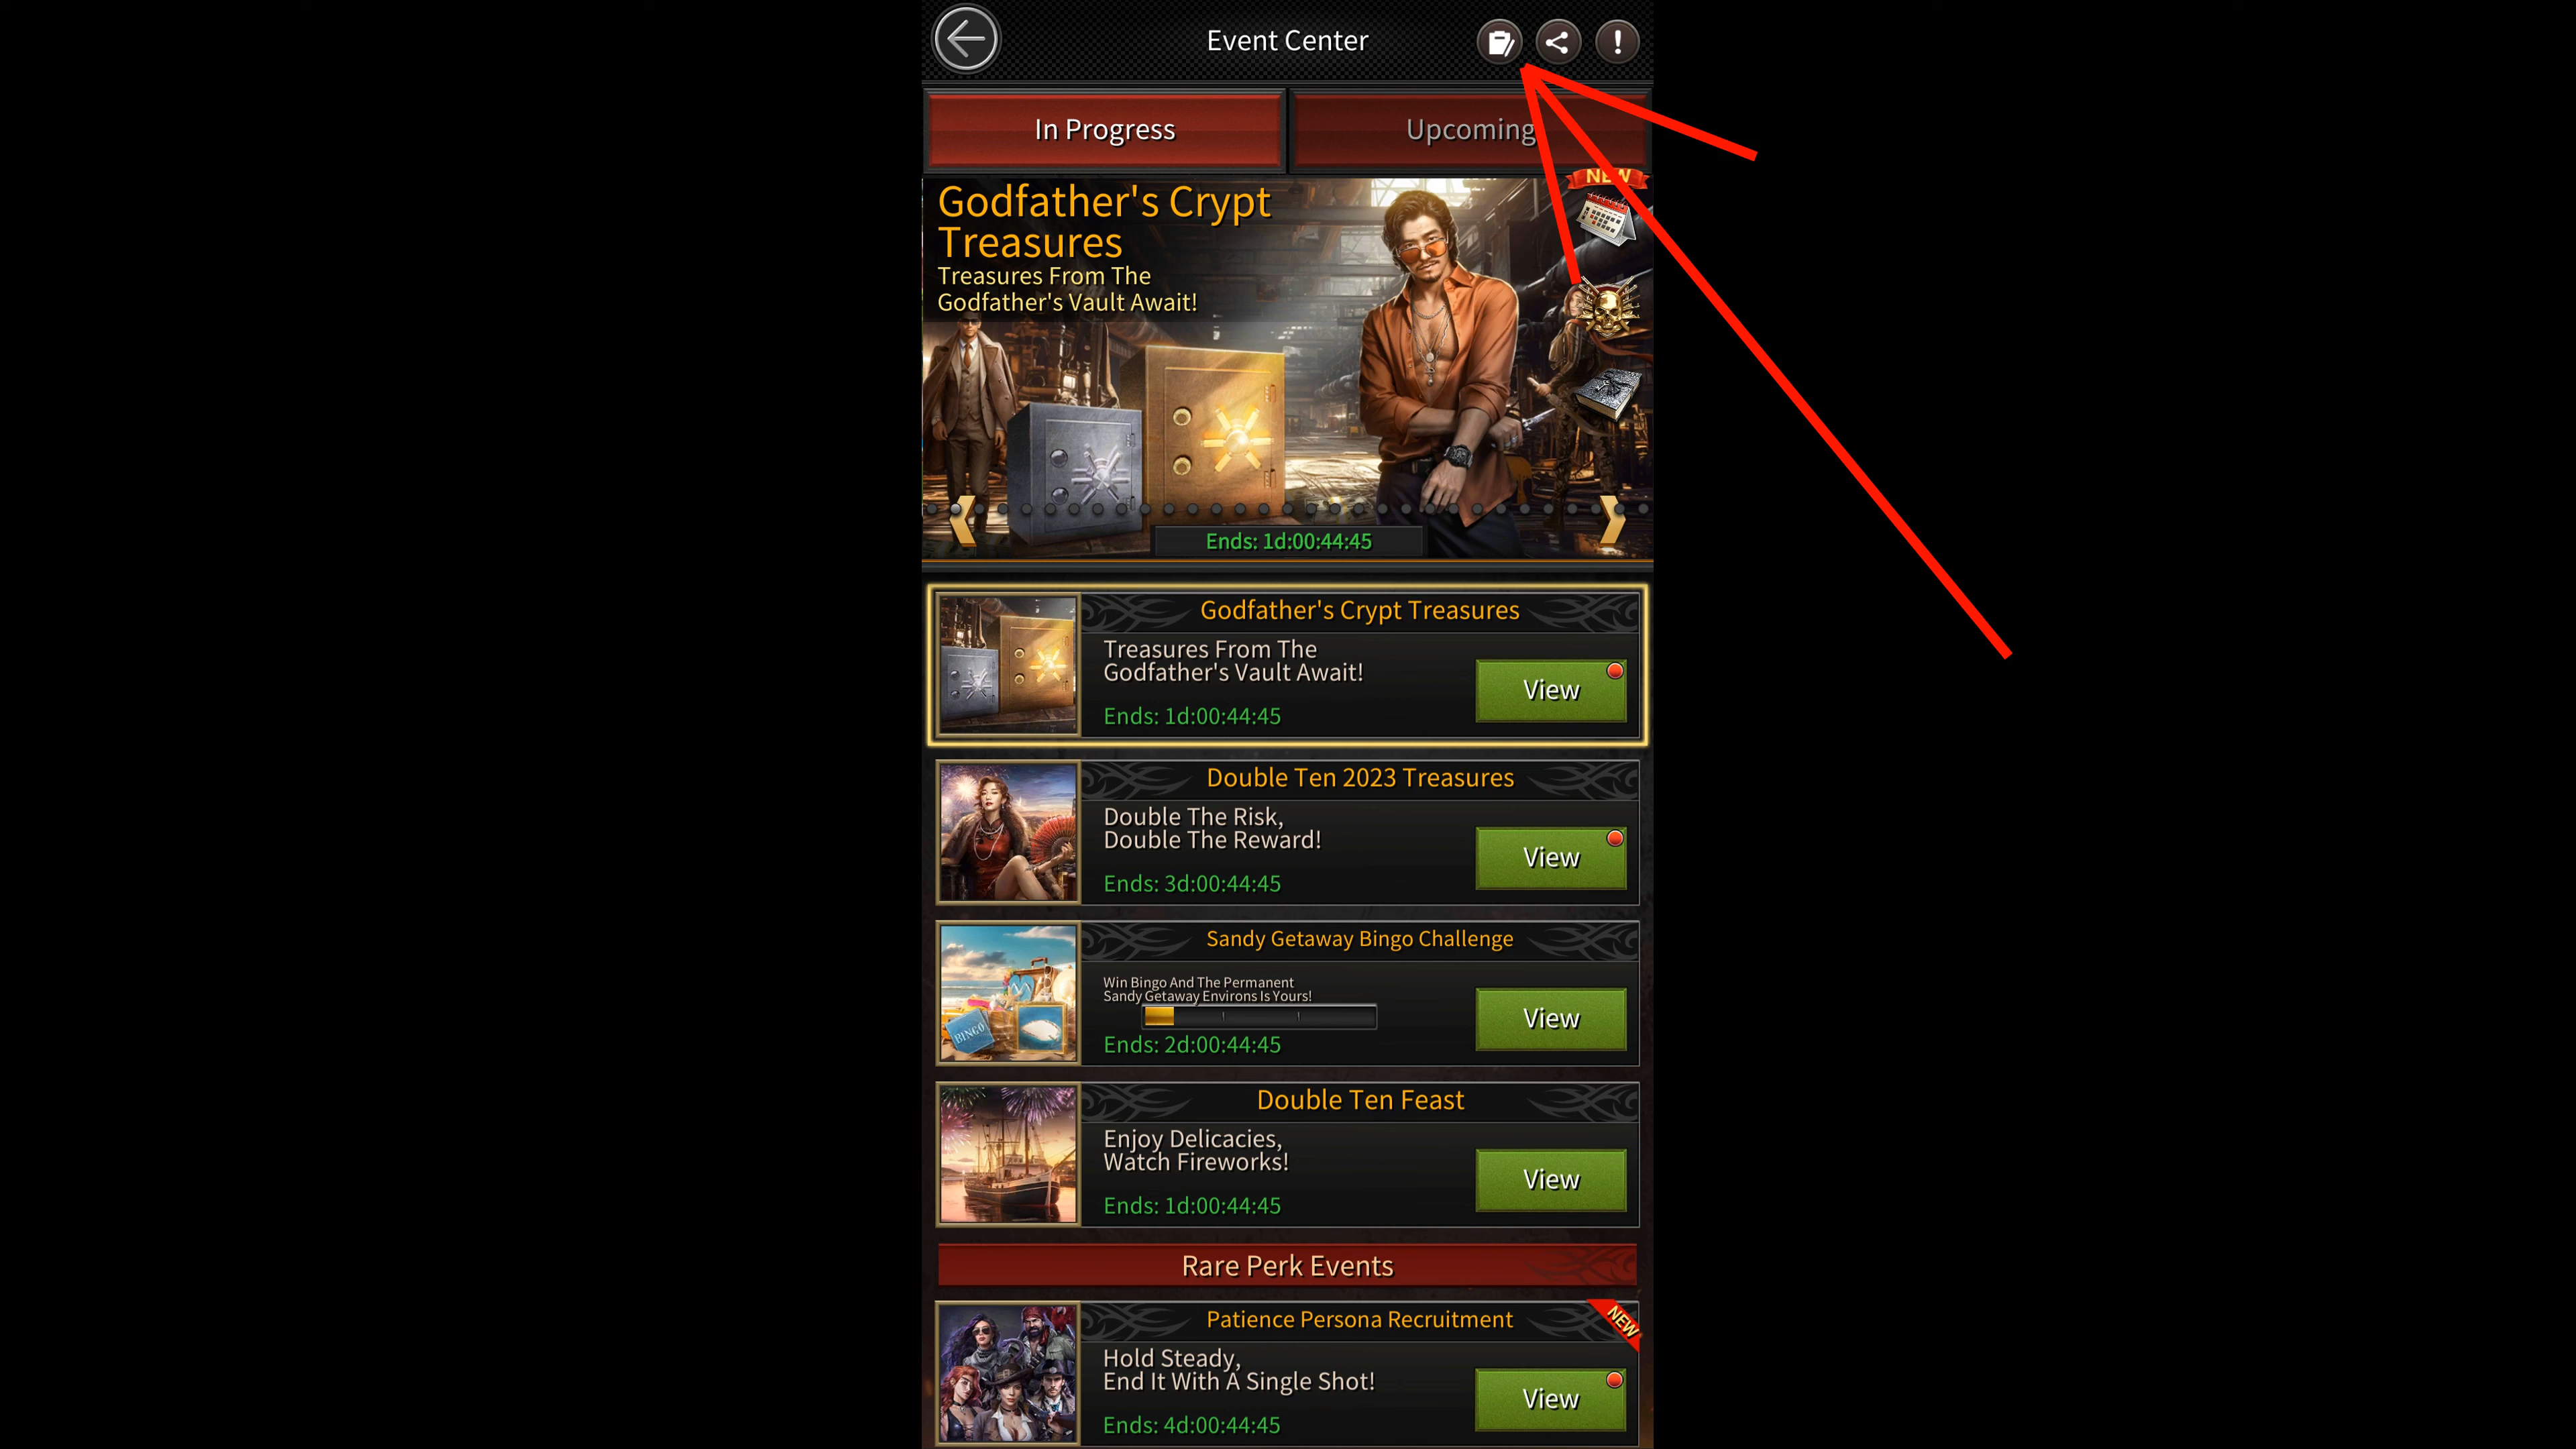 Event Center
In Progress
Upcoming
NEW
Godfather's Crypt
Treasures
Treasures From The
Godfather's Vault Await!
Ends: 1d:00:44:45
Godfather's Crypt Treasures
Treasures From The
Godfather's Vault Await!
Ends: 1d:00:44:45
View
Double Ten 2023 Treasures
Double The Risk,
Double The Reward!
Ends: 3d:00:44:45
View
Sandy Getaway Bingo Challenge
Win Bingo And The Permanent
Sandy Getaway Environs Is Yours!
Ends: 2d:00:44:45
View
BINGO
Double Ten Feast
Enjoy Delicacies,
Watch Fireworks!
Ends: 1d:00:44:45
View
Rare Perk Events
Patience Persona Recruitment
NEW
Hold Steady,
End It With A Single Shot!
Ends: 4d:00:44:45
View